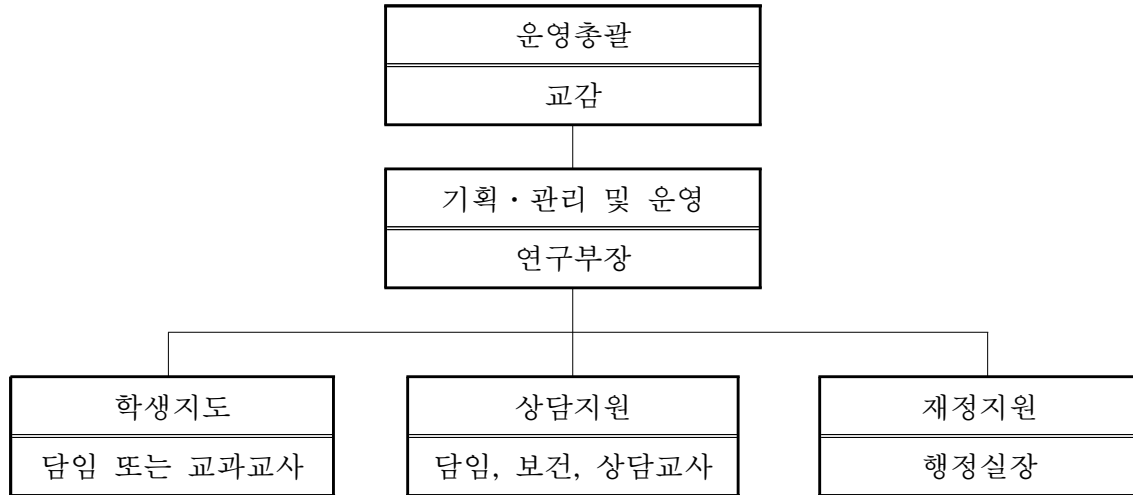 운영총괄
교감
기획·관리 및 운영
연구부장
학생지도
담임 또는 교과교사
상담지원
담임, 보건, 상담교사
재정지원
행정실장